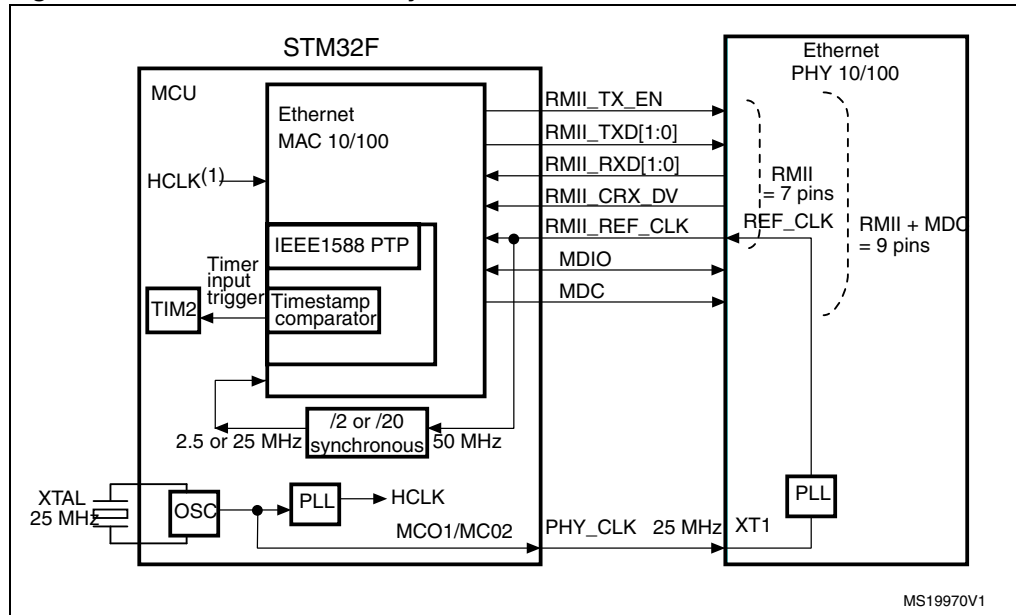 STM32F
MCU
Ethernet
MAC 10/100
HCLK(1)
IEEE1588 PTP
Timer
input
trigger
Timestamp
comparator
TIM2
/2 or /20
synchronous
2.5 or 25 MHz
50 MHz
XTAL
25 MHz
OSC
PLL
HCLK
MCO1/MC02
RMII_TX_EN
RMII_TXD[1:0]
RMII_RXD[1:0]
RMII_CRX_DV
RMII_REF_CLK
MDIO
MDC
PHY_CLK 25 MHz
Ethernet
PHY 10/100
RMII
= 7 pins
REF_CLK
RMII + MDC
= 9 pins
PLL
XT1
MS19970V1